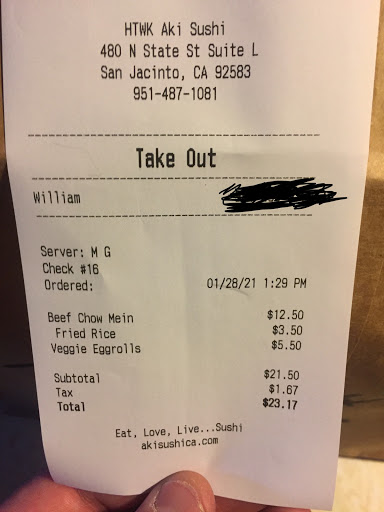 HTWK Aki Sushi
480 N State St Suite L
San Jacinto, CA 92583
951-487-1081
Take Out
William
Server: M G
Check #16
Ordered: 01/28/21 1:29 PM
Beef Chow Mein $12.50
Fried Rice $3.50
Veggie Eggrolls $5.50
Subtotal $21.50
Tax $1.67
Total $23.17
Eat, Love, Live...Sushi
akisushica.com